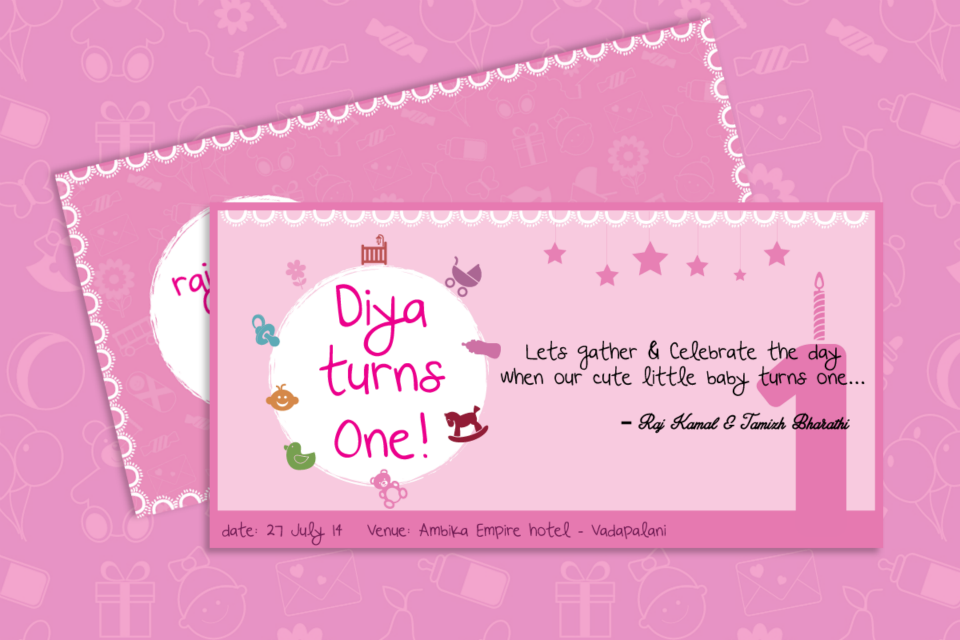 Diya
turns
One!
Lets gather & Celebrate the day
when our cute little baby turns one...
– Raj Kamal & Tamizh Bharathi
date: 27 July 14 Venue: Ambika Empire hotel - Vadapalani